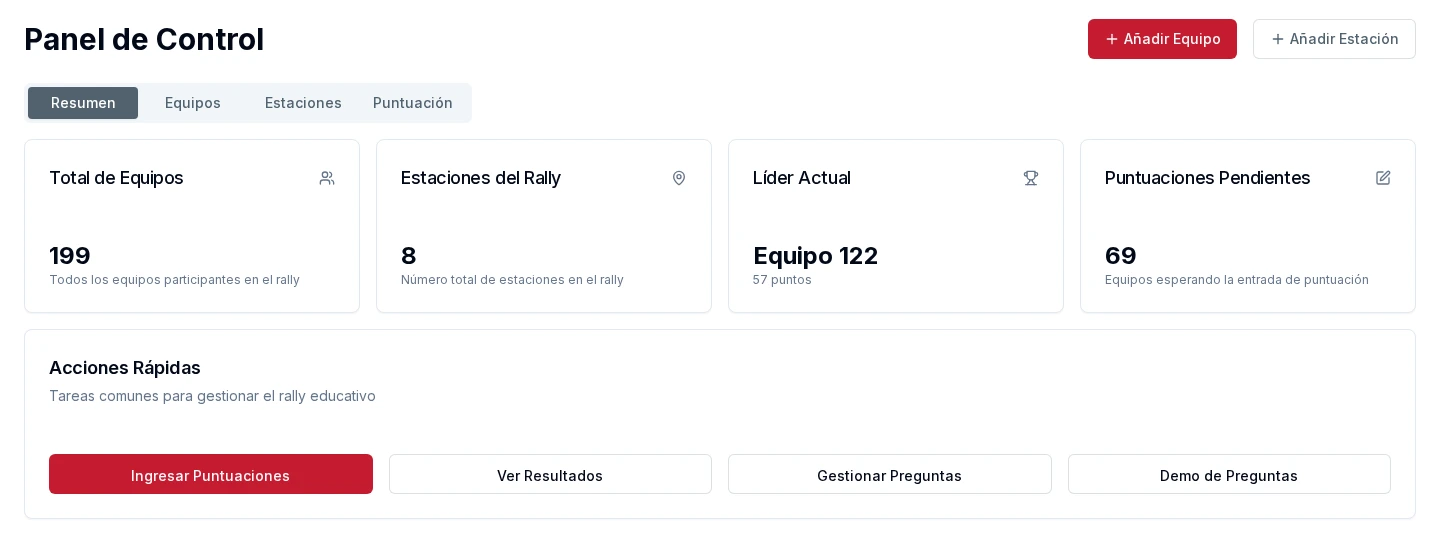 Panel de Control
Añadir Equipo
Añadir Estación
Resumen
Equipos
Estaciones
Puntuación
Total de Equipos
199
Todos los equipos participantes en el rally
Estaciones del Rally
8
Número total de estaciones en el rally
Líder Actual
Equipo 122
57 puntos
Puntuaciones Pendientes
69
Equipos esperando la entrada de puntuación
Acciones Rápidas
Tareas comunes para gestionar el rally educativo
Ingresar Puntuaciones
Ver Resultados
Gestionar Preguntas
Demo de Preguntas